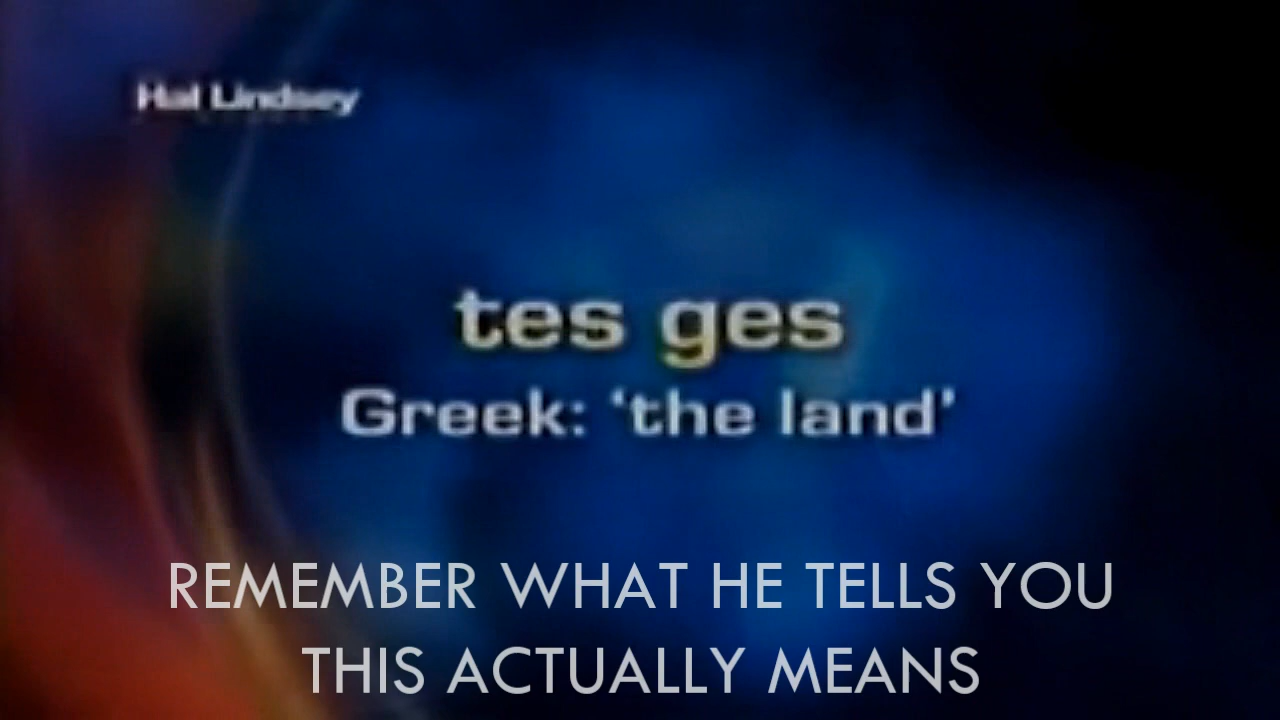 Hal Lindsey
tes ges
Greek: ‘the land’
REMEMBER WHAT HE TELLS YOU
THIS ACTUALLY MEANS